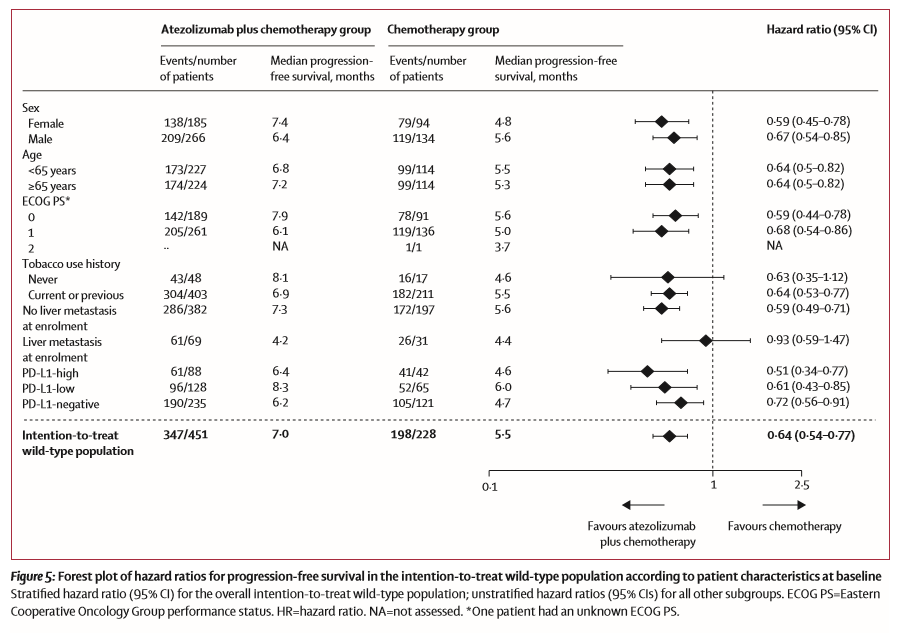 Atezolizumab plus chemotherapy group Chemotherapy group Hazard ratio (95% CI)
Events/number of patients Median progression-free survival, months Events/number of patients Median progression-free survival, months
Sex
Female 138/185 7·4 79/94 4·8 0·59 (0·45–0·78)
Male 209/266 6·4 119/134 5·6 0·67 (0·54–0·85)
Age
<65 years 173/227 6·8 99/114 5·5 0·64 (0·5–0·82)
≥65 years 174/224 7·2 99/114 5·3 0·64 (0·5–0·82)
ECOG PS*
0 142/189 7·9 78/91 5·6 0·59 (0·44–0·78)
1 205/261 6·1 119/136 5·0 0·68 (0·54–0·86)
2 ·· NA 1/1 3·7 NA
Tobacco use history
Never 43/48 8·1 16/17 4·6 0·63 (0·35–1·12)
Current or previous 304/403 6·9 182/211 5·5 0·64 (0·53–0·77)
No liver metastasis 286/382 7·3 172/197 5·6 0·59 (0·49–0·71)
at enrolment
Liver metastasis 61/69 4·2 26/31 4·4 0·93 (0·59–1·47)
at enrolment
PD-L1-high 61/88 6·4 41/42 4·6 0·51 (0·34–0·77)
PD-L1-low 96/128 8·3 52/65 6·0 0·61 (0·43–0·85)
PD-L1-negative 190/235 6·2 105/121 4·7 0·72 (0·56–0·91)
Intention-to-treat 347/451 7·0 198/228 5·5 0·64 (0·54–0·77)
wild-type population
0·1 1 2·5
Favours atezolizumab Favours chemotherapy
plus chemotherapy
Figure 5: Forest plot of hazard ratios for progression-free survival in the intention-to-treat wild-type population according to patient characteristics at baseline
Stratified hazard ratio (95% CI) for the overall intention-to-treat wild-type population; unstratified hazard ratios (95% CIs) for all other subgroups. ECOG PS=Eastern
Cooperative Oncology Group performance status. HR=hazard ratio. NA=not assessed. *One patient had an unknown ECOG PS.